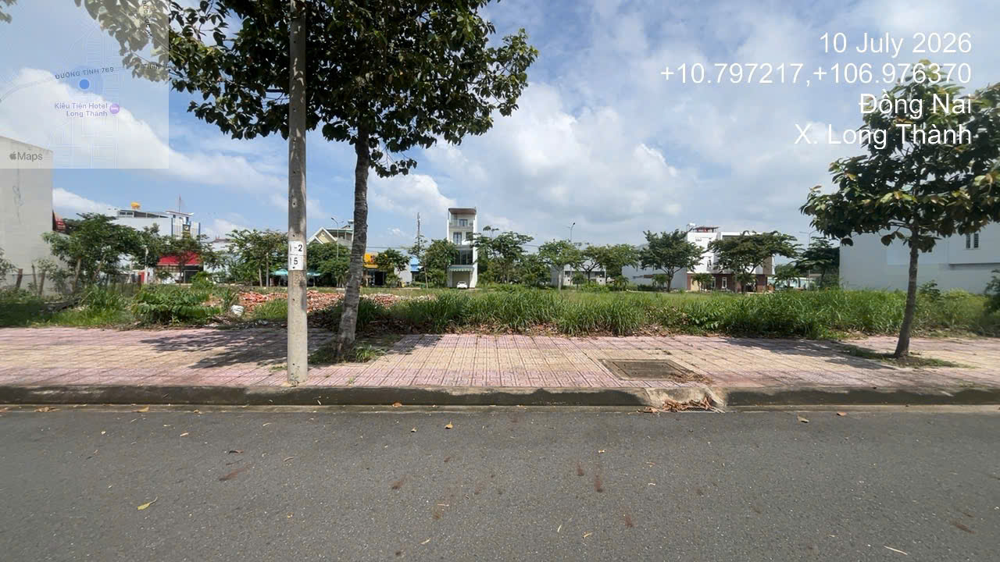 10 July 2026
+10.797217,+106.976370
Đồng Nai
X. Long Thành
ĐƯỜNG TỈNH 769
Kiều Tiên Hotel
Long Thành
Maps
-2
5